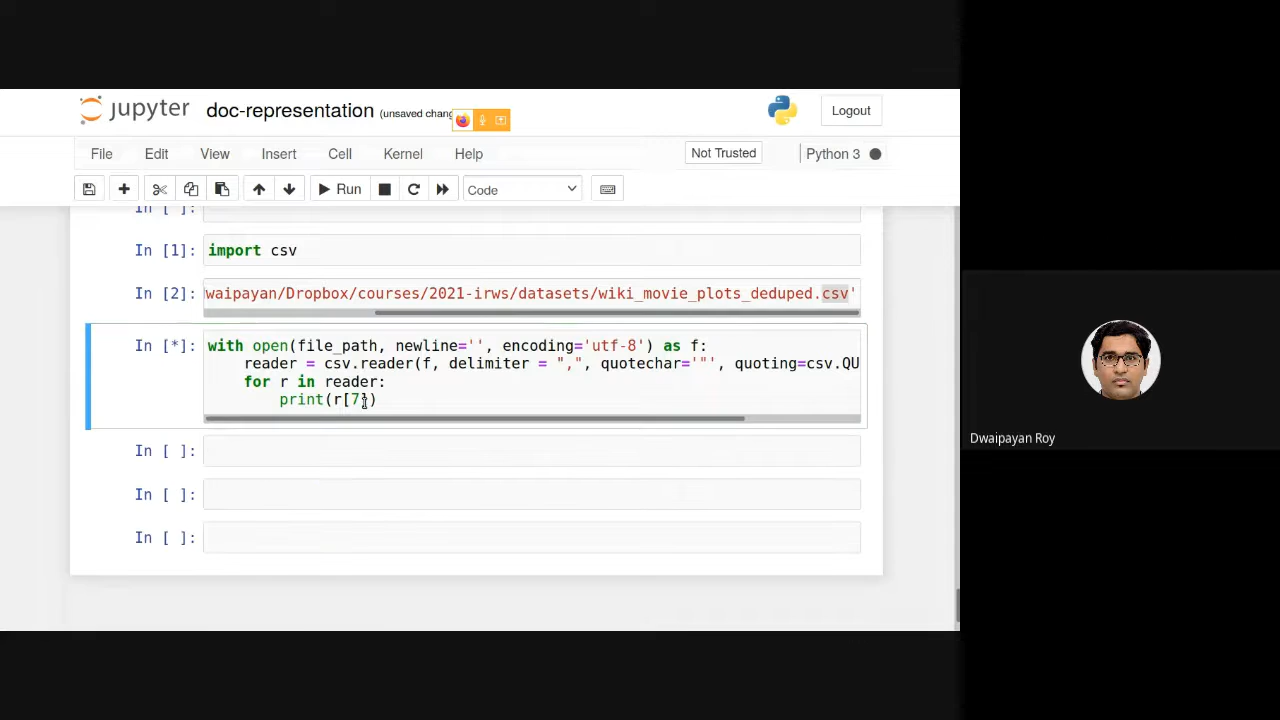 jupyter doc-representation (unsaved chang Logout
File Edit View Insert Cell Kernel Help Not Trusted Python 3
Run Code
In [ ]:
In [1]: import csv
In [2]: waipayan/Dropbox/courses/2021-irws/datasets/wiki_movie_plots_deduped.csv'
In [*]: with open(file_path, newline='', encoding='utf-8') as f:
reader = csv.reader(f, delimiter = ",", quotechar='"', quoting=csv.QU
for r in reader:
print(r[7])
In [ ]:
In [ ]:
In [ ]:
Dwaipayan Roy